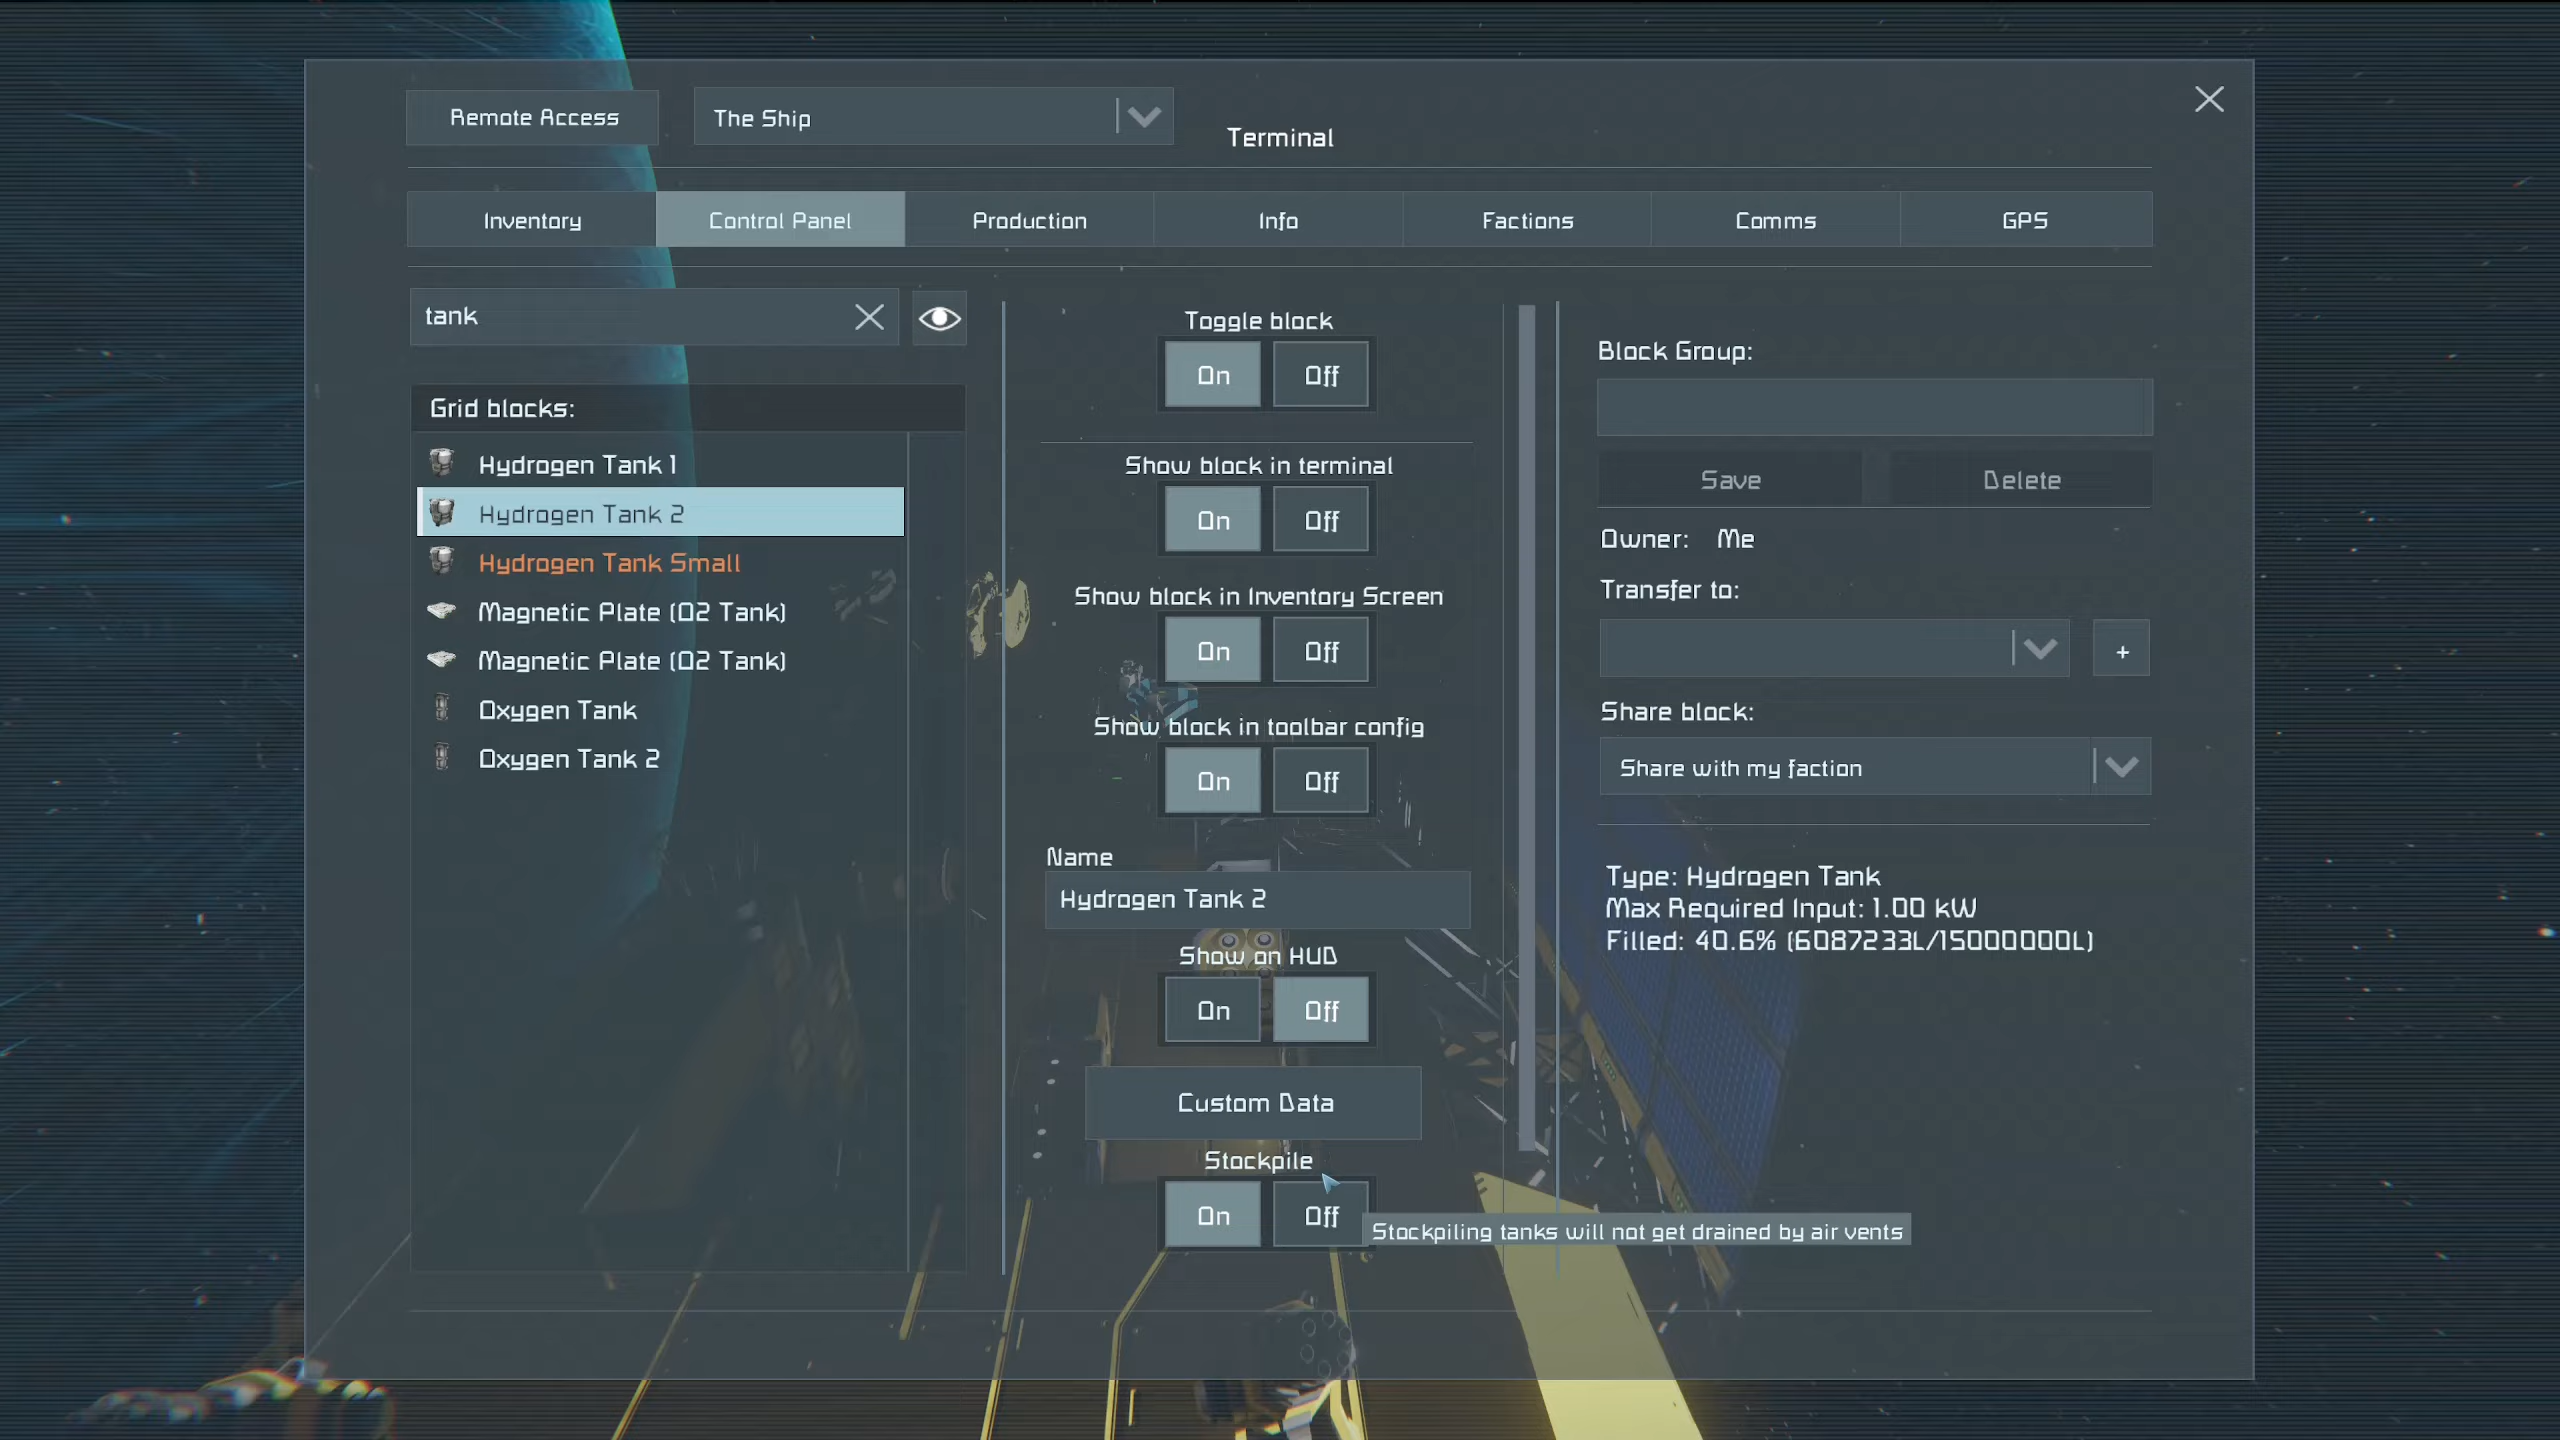 Remote Access
The Ship
Terminal
Inventory
Control Panel
Production
Info
Factions
Comms
GPS
tank
Grid blocks:
Hydrogen Tank 1
Hydrogen Tank 2
Hydrogen Tank Small
Magnetic Plate (O2 Tank)
Magnetic Plate (O2 Tank)
Oxygen Tank
Oxygen Tank 2
Toggle block
On
Off
Show block in terminal
On
Off
Show block in Inventory Screen
On
Off
Show block in toolbar config
On
Off
Name
Hydrogen Tank 2
Show on HUD
On
Off
Custom Data
Stockpile
On
Off
Stockpiling tanks will not get drained by air vents
Block Group:
Save
Delete
Owner: Me
Transfer to:
+
Share block:
Share with my faction
Type: Hydrogen Tank
Max Required Input: 1.00 kW
Filled: 40.6% (6087233L/15000000L)